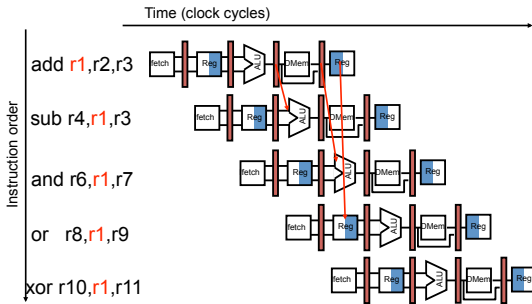 Time (clock cycles)
Instruction order
add r1,r2,r3
fetch Reg ALU DMem Reg
sub r4,r1,r3
fetch Reg ALU DMem Reg
and r6,r1,r7
fetch Reg ALU DMem Reg
or r8,r1,r9
fetch Reg ALU DMem Reg
xor r10,r1,r11
fetch Reg ALU DMem Reg